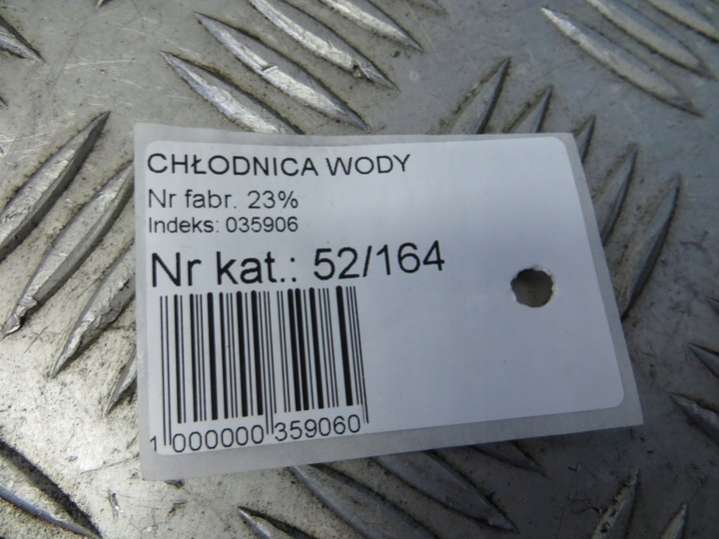 CHŁODNICA WODY
Nr fabr. 23%
Indeks: 035906
Nr kat.: 52/164
1 000000 359060